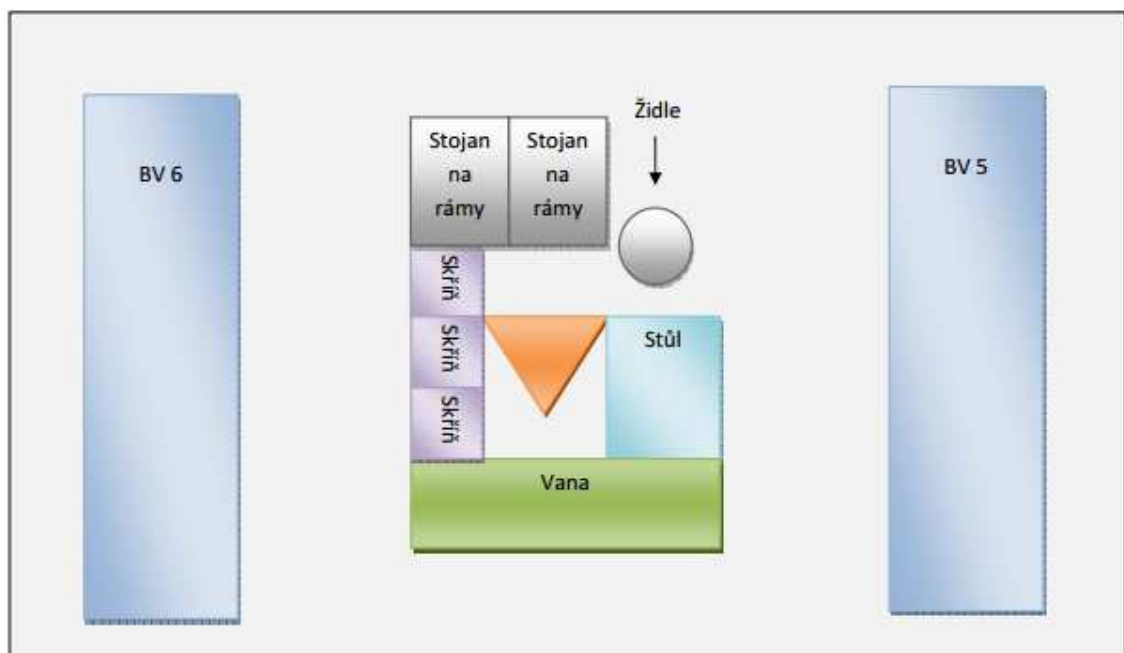 BV 6
Stojan
na
rámy
Stojan
na
rámy
Židle
BV 5
Skříň
Skříň
Skříň
Stůl
Vana